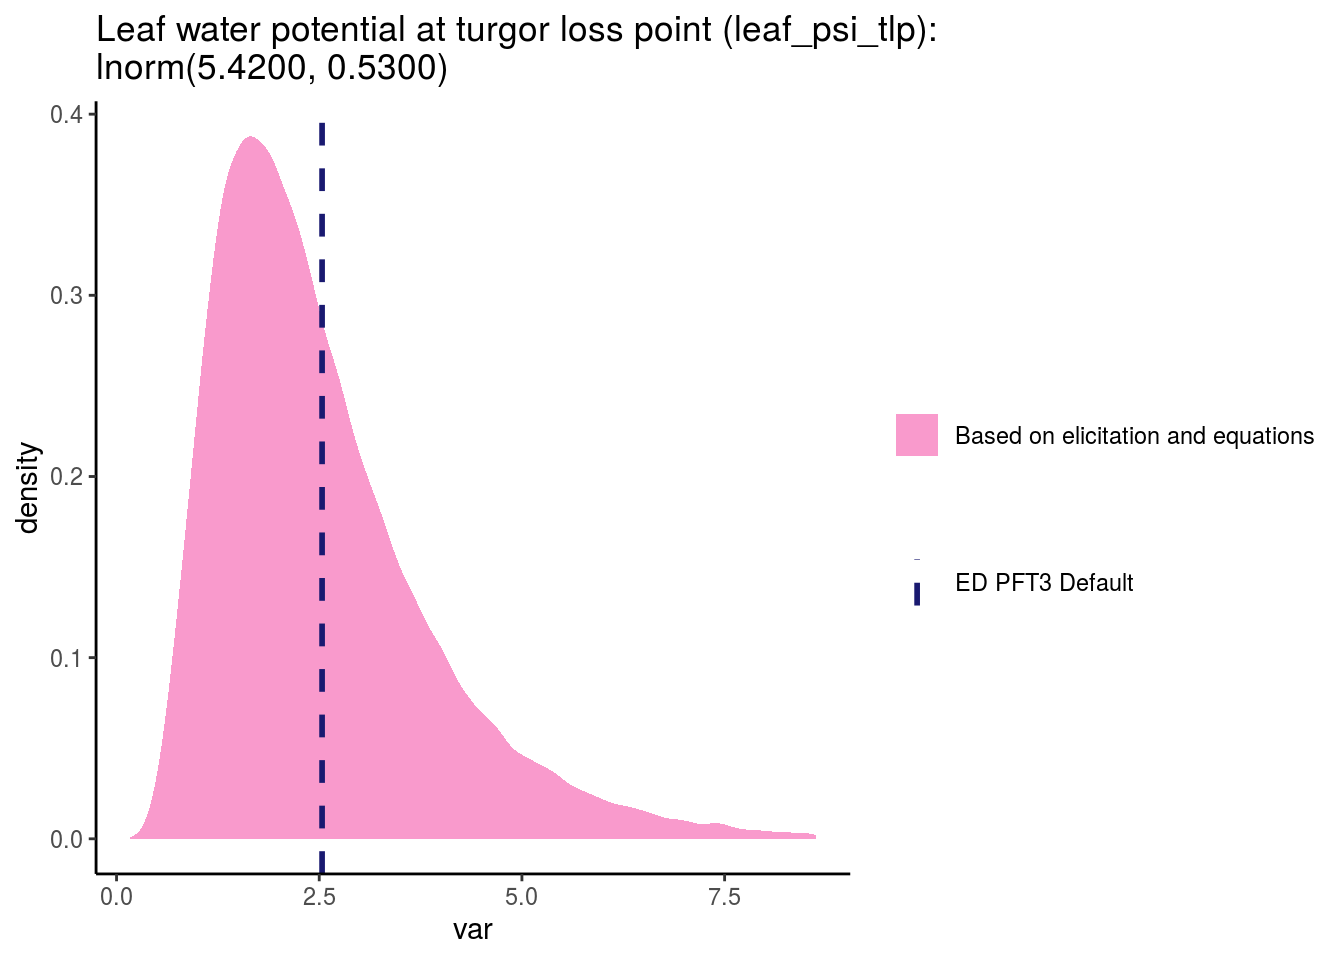 Leaf water potential at turgor loss point (leaf_psi_tlp):
lnorm(5.4200, 0.5300)
0.4
0.3
0.2
0.1
0.0
density
0.0 2.5 5.0 7.5
var
Based on elicitation and equations
ED PFT3 Default